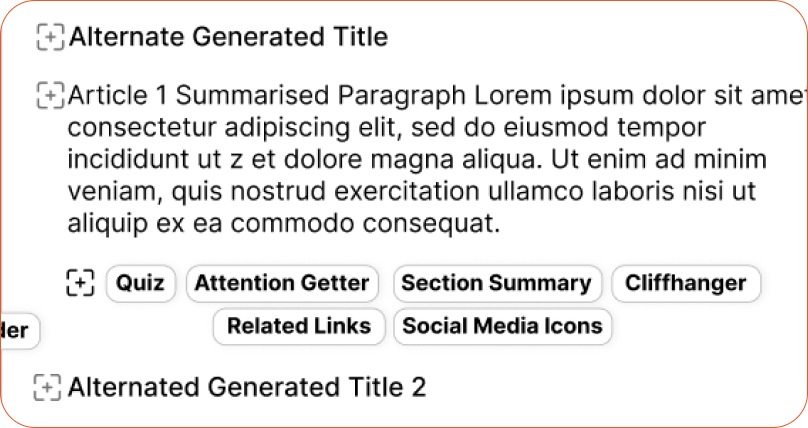 Alternate Generated Title
Article 1 Summarised Paragraph Lorem ipsum dolor sit amet
consectetur adipiscing elit, sed do eiusmod tempor
incididunt ut z et dolore magna aliqua. Ut enim ad minim
veniam, quis nostrud exercitation ullamco laboris nisi ut
aliquip ex ea commodo consequat.
Quiz Attention Getter Section Summary Cliffhanger
Related Links Social Media Icons
Alternated Generated Title 2